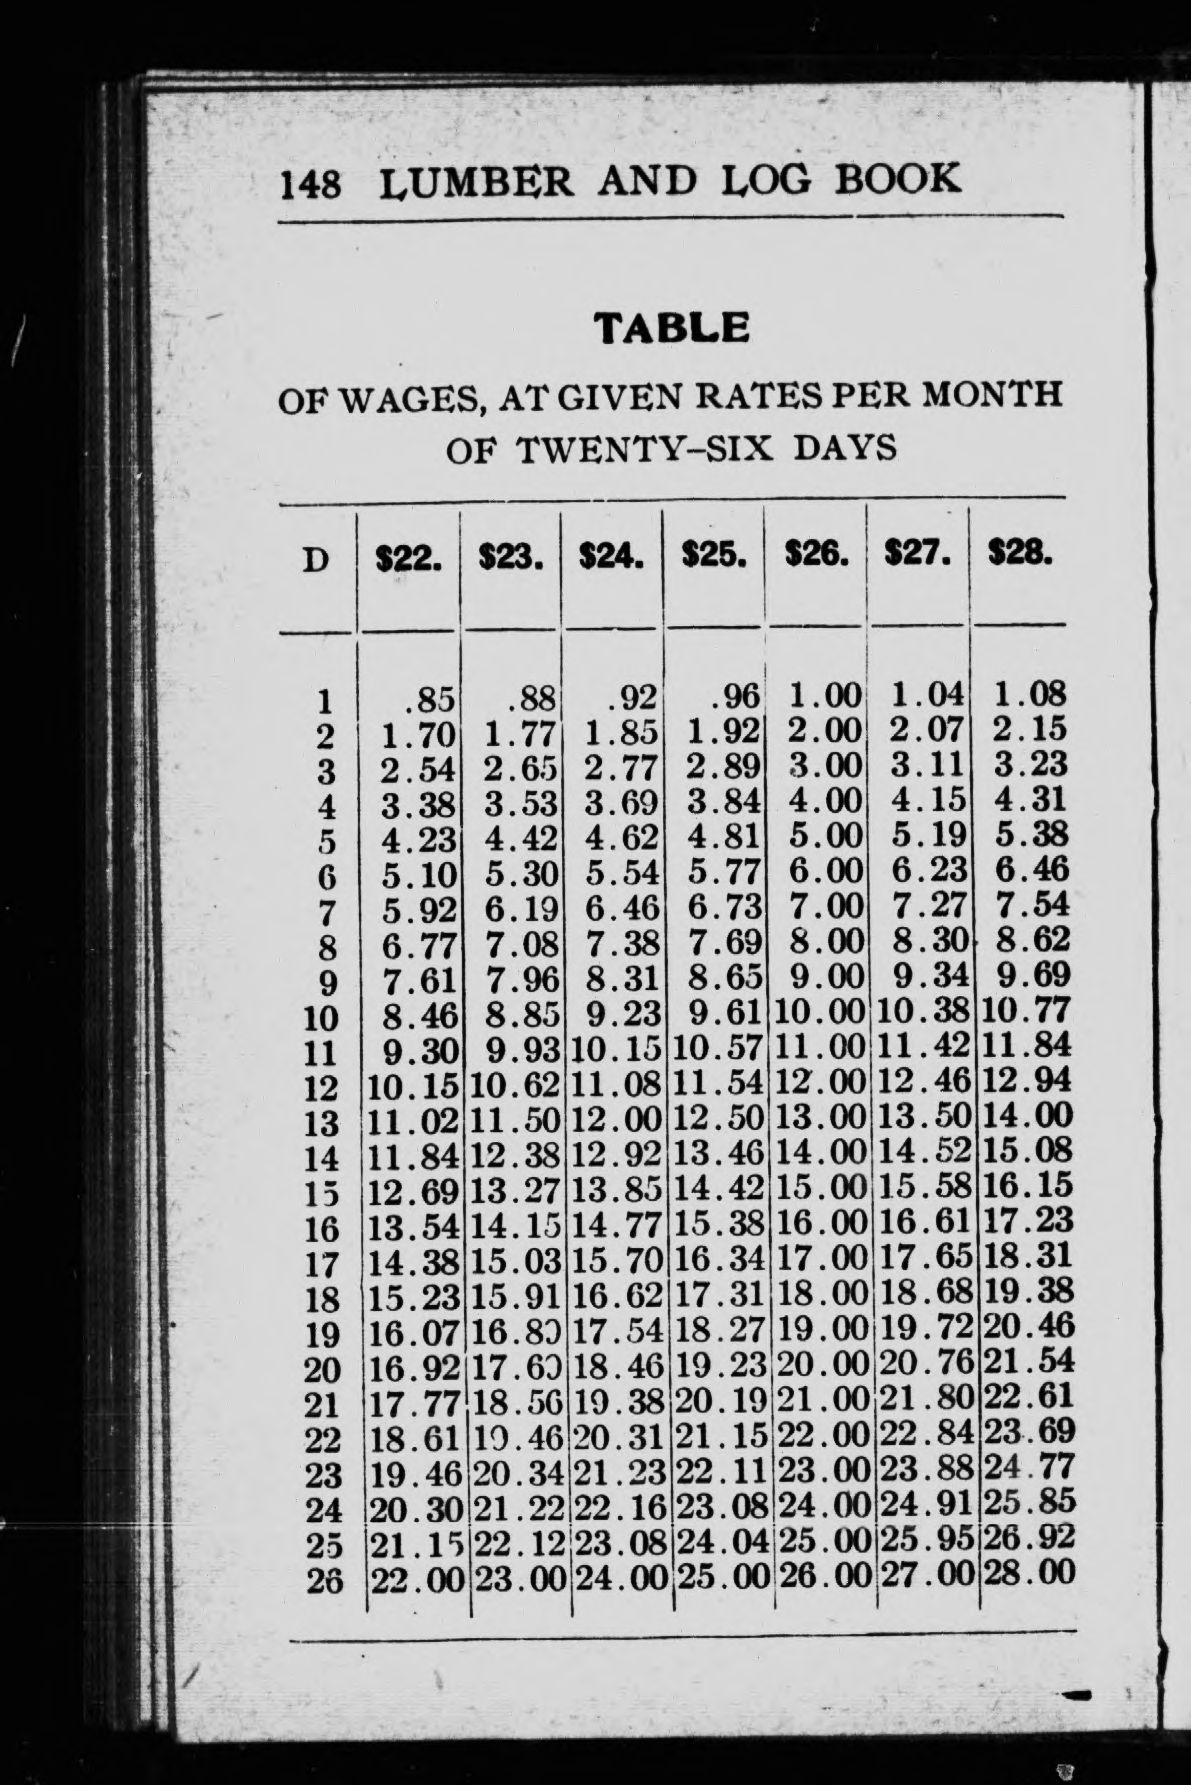 148 LUMBER AND LOG BOOK
TABLE
OF WAGES, AT GIVEN RATES PER MONTH
OF TWENTY-SIX DAYS
D $22. $23. $24. $25. $26. $27. $28.
1 .85 .88 .92 .96 1.00 1.04 1.08
2 1.70 1.77 1.85 1.92 2.00 2.07 2.15
3 2.54 2.65 2.77 2.89 3.00 3.11 3.23
4 3.38 3.53 3.69 3.84 4.00 4.15 4.31
5 4.23 4.42 4.62 4.81 5.00 5.19 5.38
6 5.10 5.30 5.54 5.77 6.00 6.23 6.46
7 5.92 6.19 6.46 6.73 7.00 7.27 7.54
8 6.77 7.08 7.38 7.69 8.00 8.30 8.62
9 7.61 7.96 8.31 8.65 9.00 9.34 9.69
10 8.46 8.85 9.23 9.61 10.00 10.38 10.77
11 9.30 9.93 10.15 10.57 11.00 11.42 11.84
12 10.15 10.62 11.08 11.54 12.00 12.46 12.94
13 11.02 11.50 12.00 12.50 13.00 13.50 14.00
14 11.84 12.38 12.92 13.46 14.00 14.52 15.08
15 12.69 13.27 13.85 14.42 15.00 15.58 16.15
16 13.54 14.15 14.77 15.38 16.00 16.61 17.23
17 14.38 15.03 15.70 16.34 17.00 17.65 18.31
18 15.23 15.91 16.62 17.31 18.00 18.68 19.38
19 16.07 16.80 17.54 18.27 19.00 19.72 20.46
20 16.92 17.60 18.46 19.23 20.00 20.76 21.54
21 17.77 18.56 19.38 20.19 21.00 21.80 22.61
22 18.61 19.46 20.31 21.15 22.00 22.84 23.69
23 19.46 20.34 21.23 22.11 23.00 23.88 24.77
24 20.30 21.22 22.16 23.08 24.00 24.91 25.85
25 21.15 22.12 23.08 24.04 25.00 25.95 26.92
26 22.00 23.00 24.00 25.00 26.00 27.00 28.00